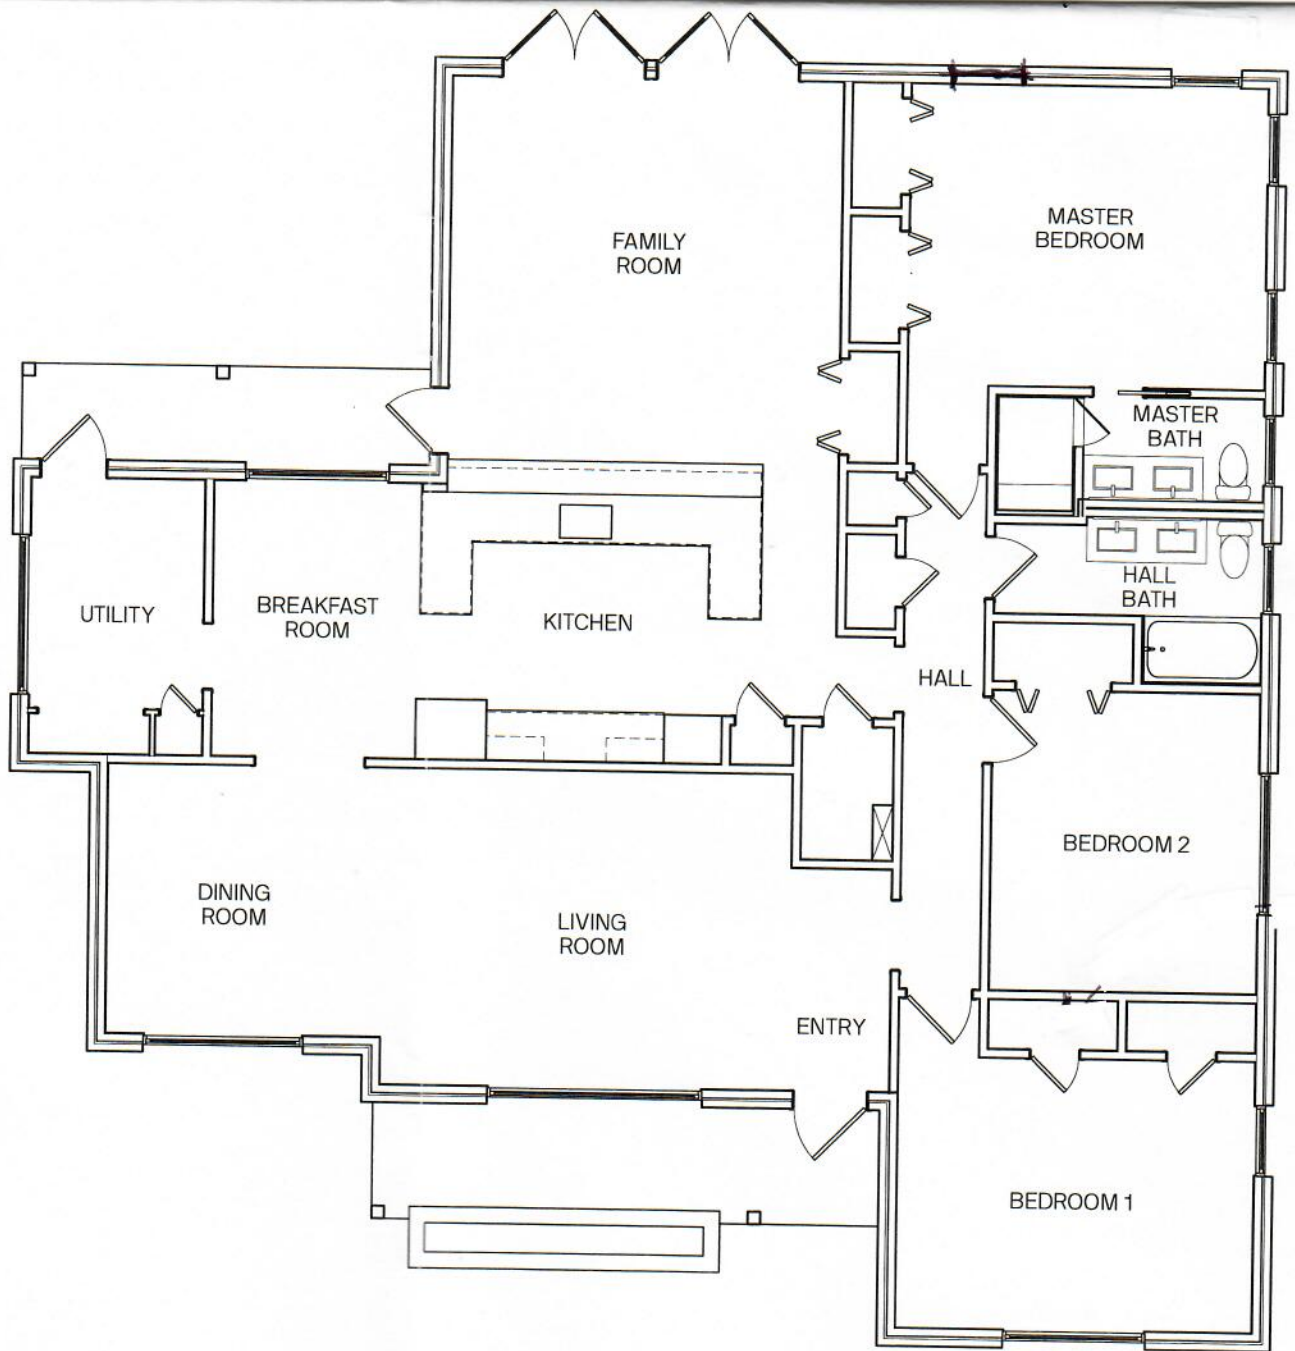 FAMILY
ROOM
MASTER
BEDROOM
MASTER
BATH
UTILITY
BREAKFAST
ROOM
KITCHEN
HALL
BATH
HALL
BEDROOM 2
DINING
ROOM
LIVING
ROOM
ENTRY
BEDROOM 1